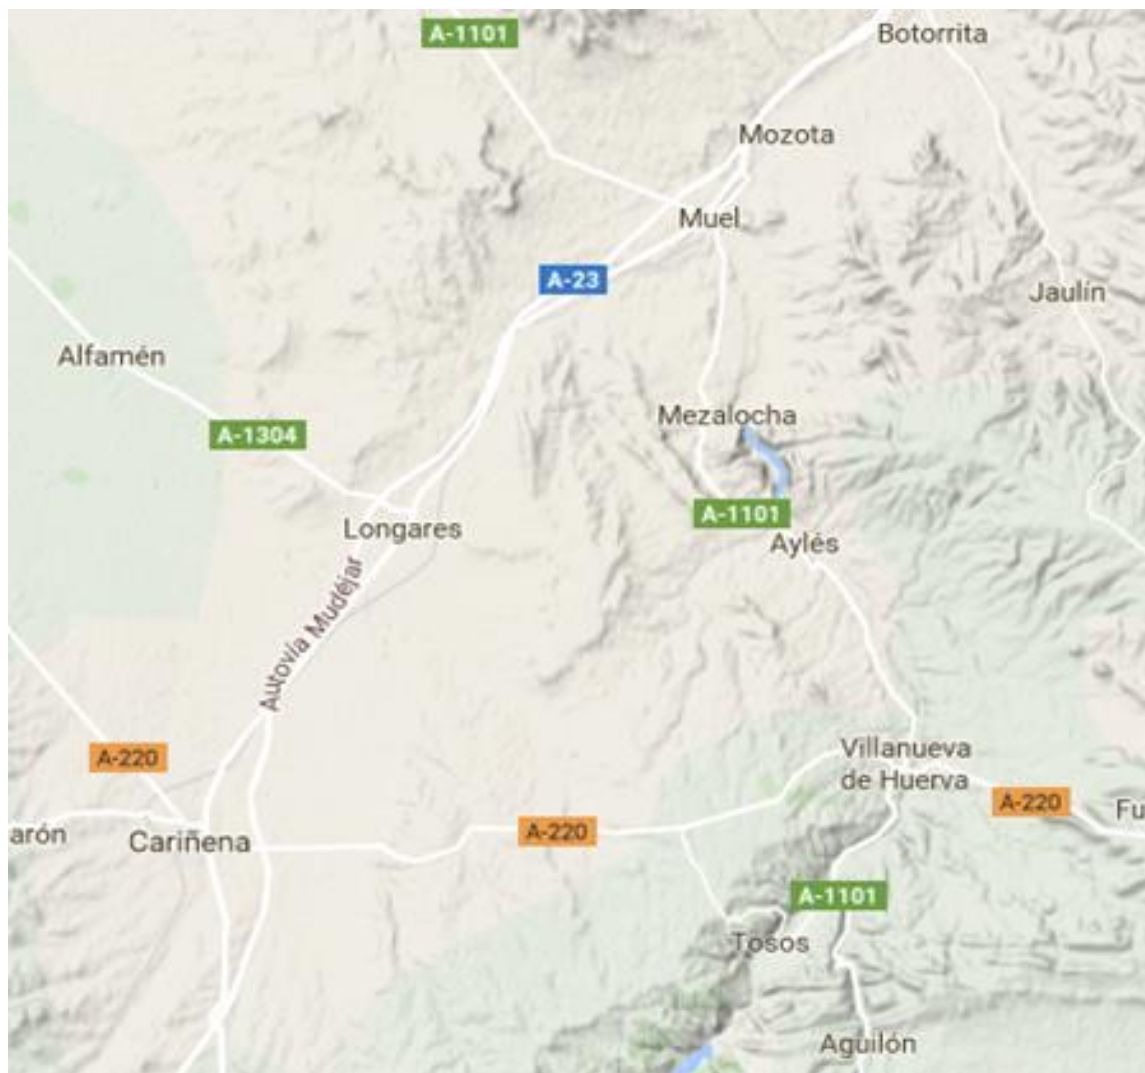 A-1101
Botorrita
Mozota
Muel
A-23
Jaulín
Alfamén
Mezalocha
A-1304
A-1101
Longares
Aylés
Autovía Mudéjar
A-220
Villanueva
de Huerva
A-220
Fu
A-220
arón
Cariñena
A-1101
Tosos
Aguilón